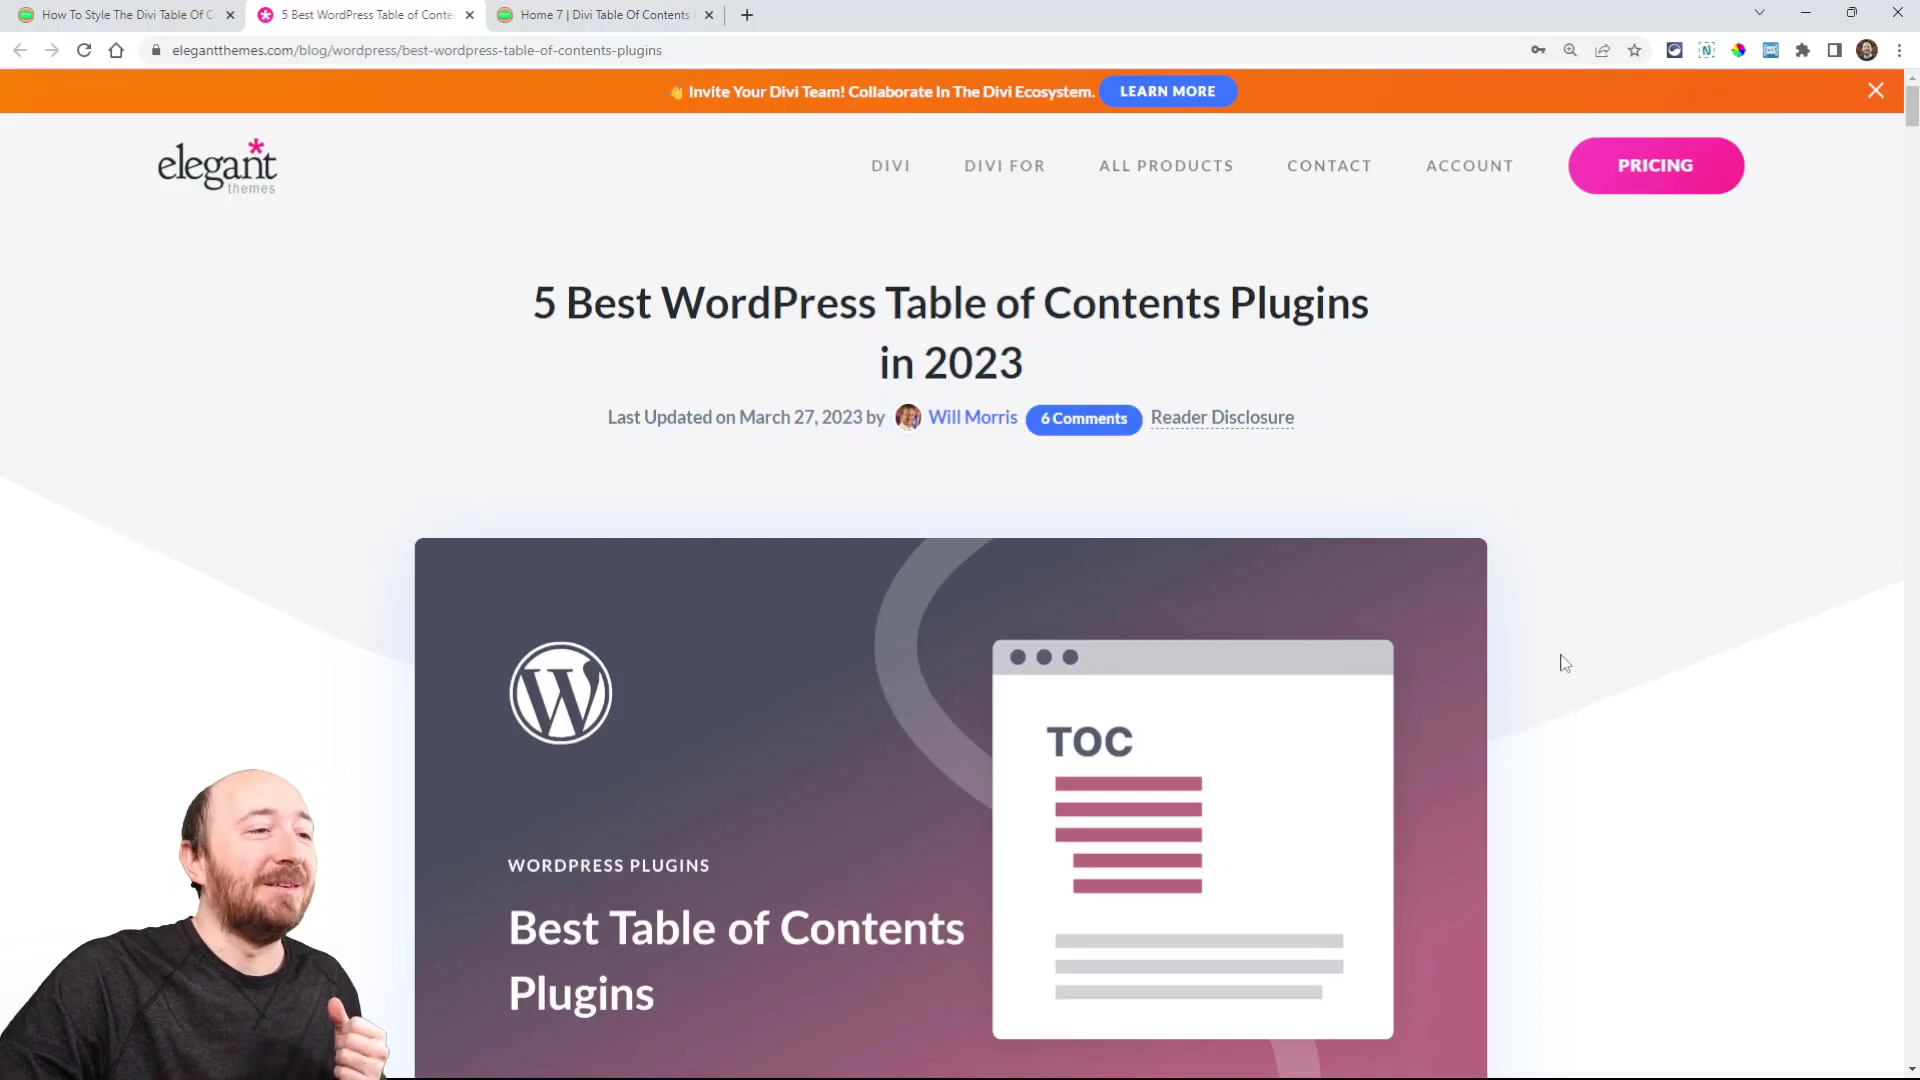 How To Style The Divi Table Of C
5 Best WordPress Table of Conte
Home 7 | Divi Table Of Contents
elegantthemes.com/blog/wordpress/best-wordpress-table-of-contents-plugins
👋 Invite Your Divi Team! Collaborate In The Divi Ecosystem. LEARN MORE
elegant
themes
DIVI
DIVI FOR
ALL PRODUCTS
CONTACT
ACCOUNT
PRICING
5 Best WordPress Table of Contents Plugins
in 2023
Last Updated on March 27, 2023 by Will Morris 6 Comments Reader Disclosure
W
TOC
WORDPRESS PLUGINS
Best Table of Contents
Plugins